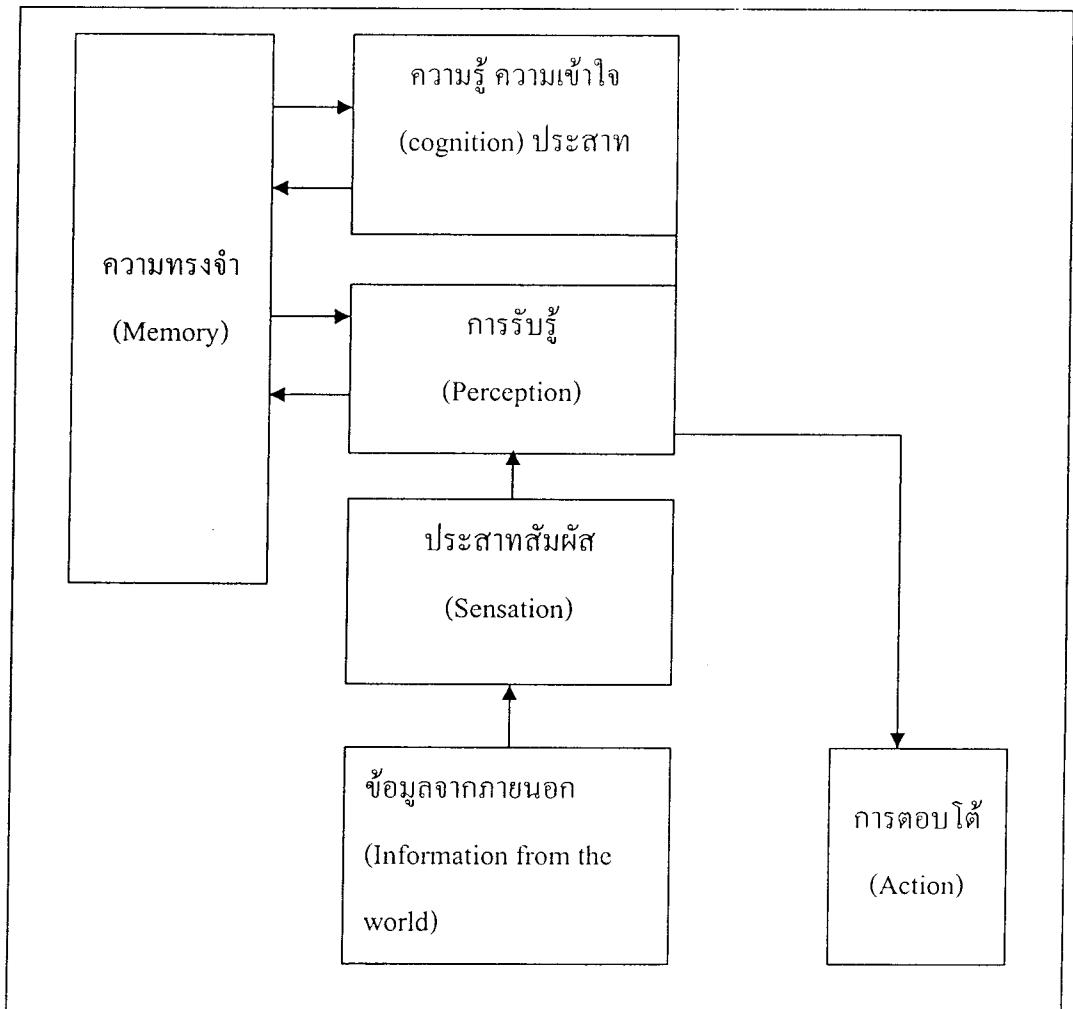 ความรู้ ความเข้าใจ
(cognition) ประสาท
ความทรงจำ
(Memory)
การรับรู้
(Perception)
ประสาทสัมผัส
(Sensation)
ข้อมูลจากภายนอก
(Information from the
world)
การตอบโต้
(Action)